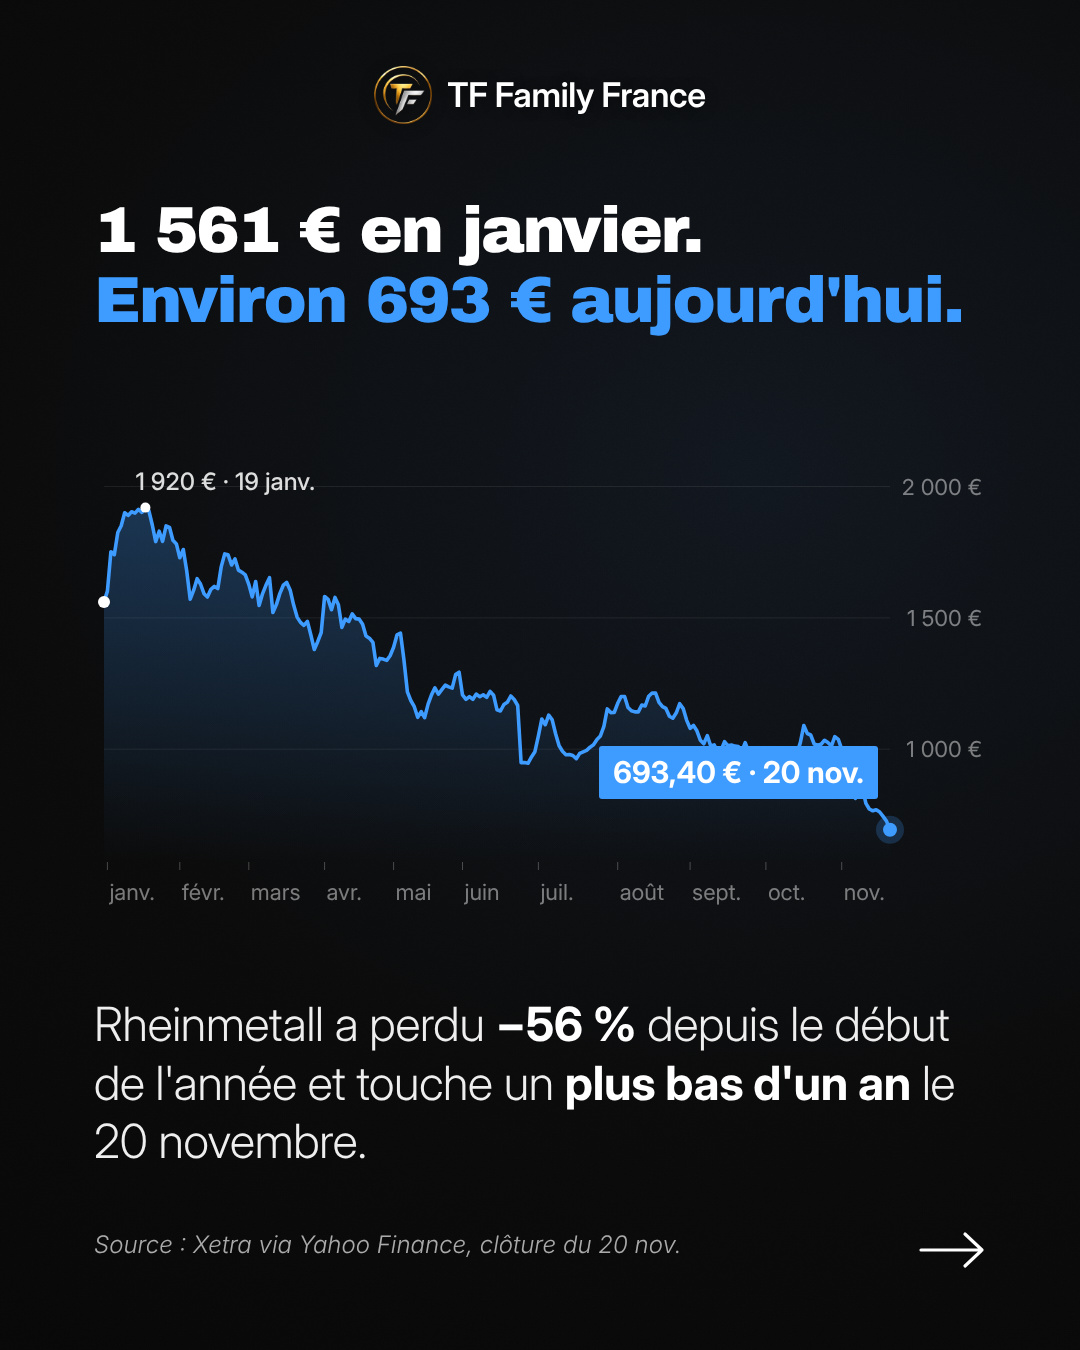 TF Family France
1 561 € en janvier.
Environ 693 € aujourd'hui.
1 920 € · 19 janv.
2 000 €
1 500 €
1 000 €
693,40 € · 20 nov.
janv. févr. mars avr. mai juin juil. août sept. oct. nov.
Rheinmetall a perdu −56 % depuis le début
de l'année et touche un plus bas d'un an le
20 novembre.
Source : Xetra via Yahoo Finance, clôture du 20 nov.